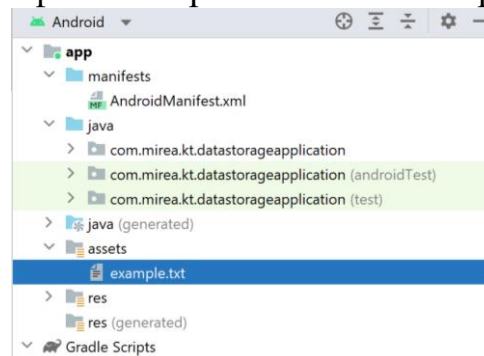 Android
app
manifests
MF AndroidManifest.xml
java
com.mirea.kt.datastorageapplication
com.mirea.kt.datastorageapplication (androidTest)
com.mirea.kt.datastorageapplication (test)
java (generated)
assets
example.txt
res
res (generated)
Gradle Scripts